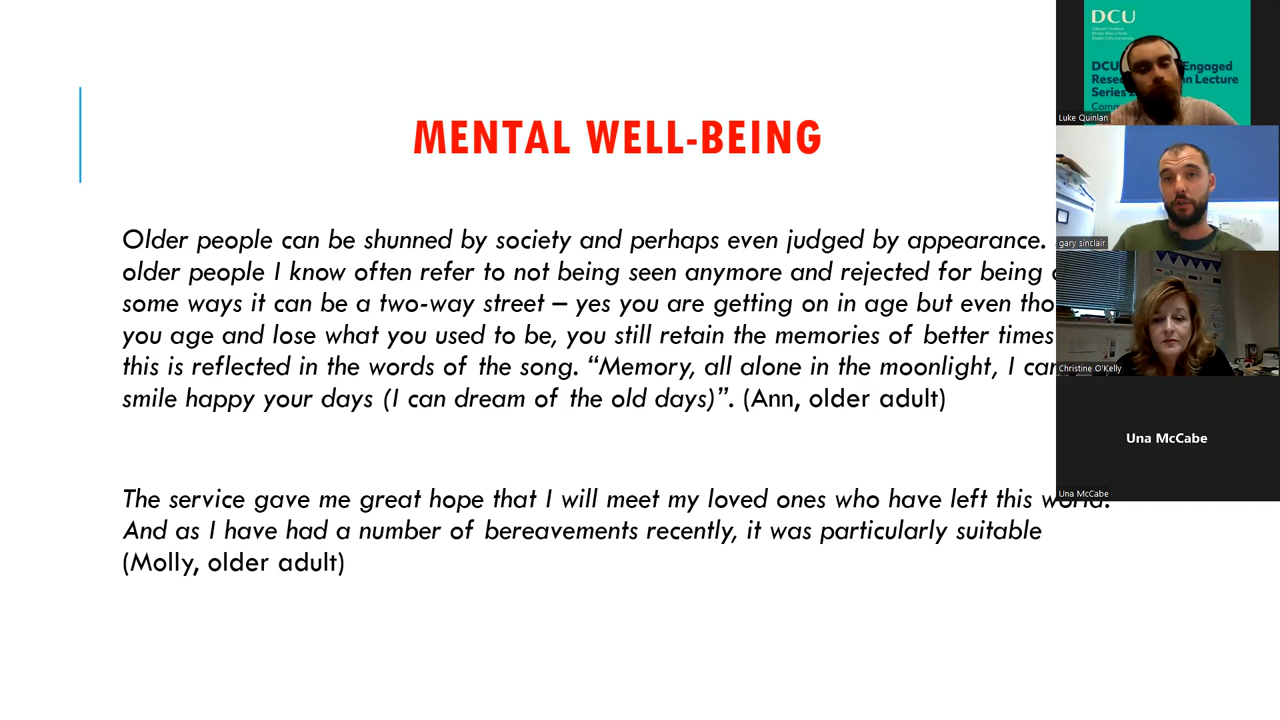 MENTAL WELL-BEING
Older people can be shunned by society and perhaps even judged by appearance.
older people I know often refer to not being seen anymore and rejected for being
some ways it can be a two-way street – yes you are getting on in age but even tho
you age and lose what you used to be, you still retain the memories of better times
this is reflected in the words of the song. “Memory, all alone in the moonlight, I can
smile happy your days (I can dream of the old days)”. (Ann, older adult)
The service gave me great hope that I will meet my loved ones who have left this world.
And as I have had a number of bereavements recently, it was particularly suitable
(Molly, older adult)
DCU
DCU Engaged
Lecture
Series
Luke Quinlan
gary sinclair
Christine O'Kelly
Una McCabe
Una McCabe